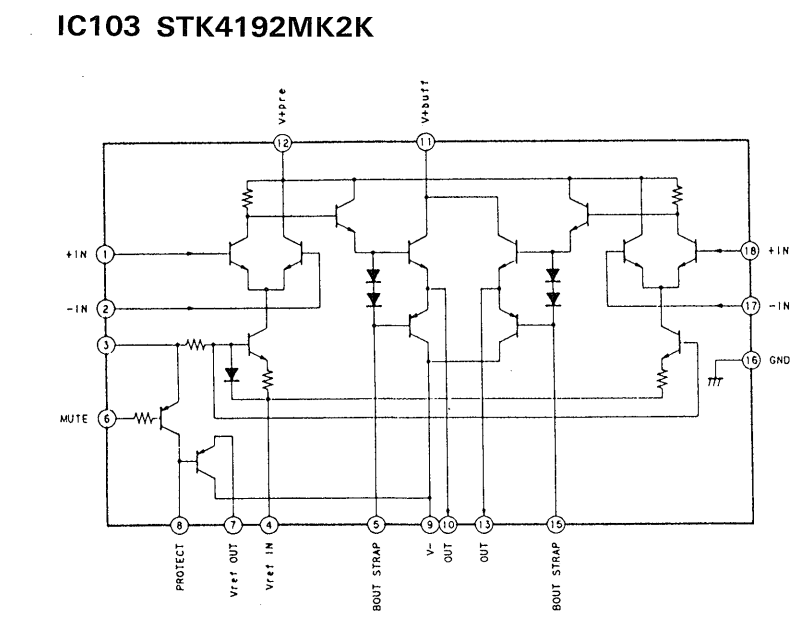 IC103 STK4192MK2K
V+pre
V+buff
12
11
+IN 1
18 +IN
-IN 2
17 -IN
3
16 GND
MUTE 6
8
7
4
5
9
10
13
15
PROTECT
Vref OUT
Vref IN
BOUT STRAP
V-
OUT
OUT
BOUT STRAP